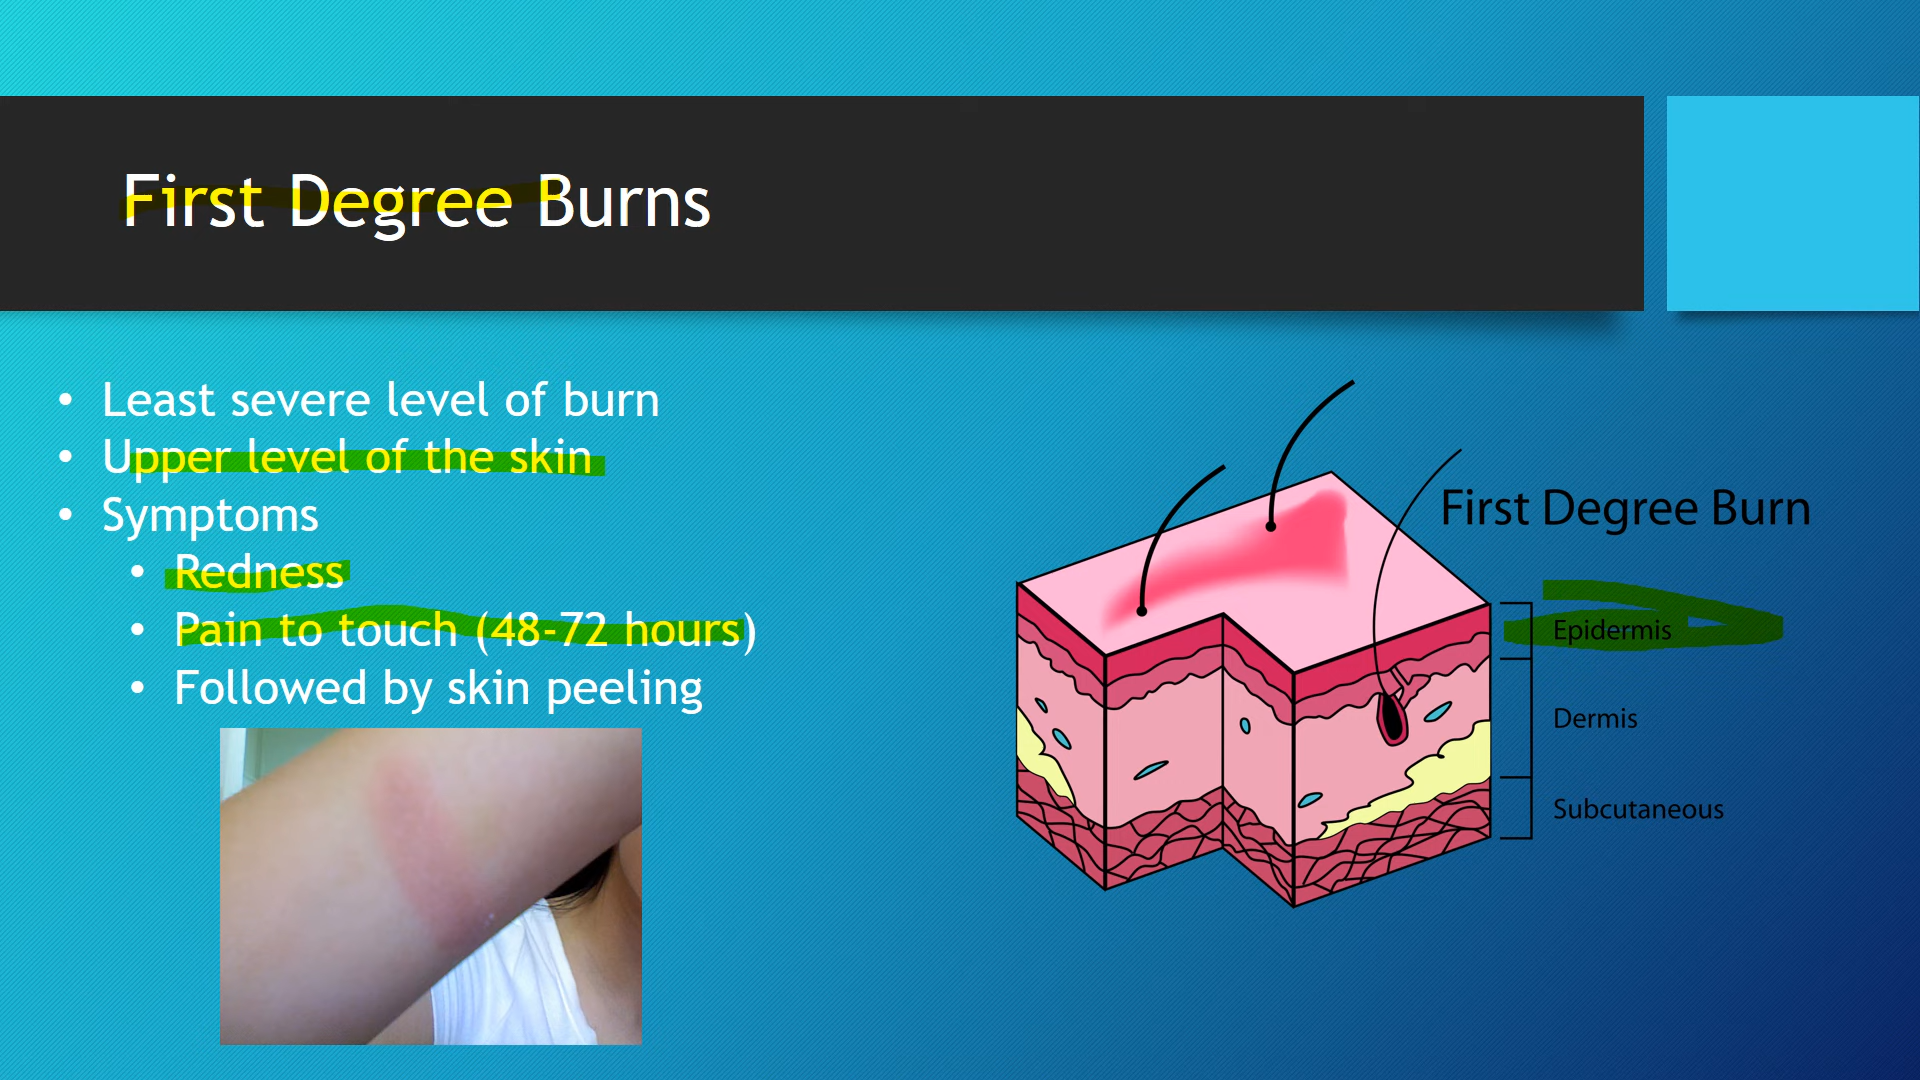 First Degree Burns
• Least severe level of burn
• Upper level of the skin
• Symptoms
• Redness
• Pain to touch (48-72 hours)
• Followed by skin peeling
First Degree Burn
Epidermis
Dermis
Subcutaneous